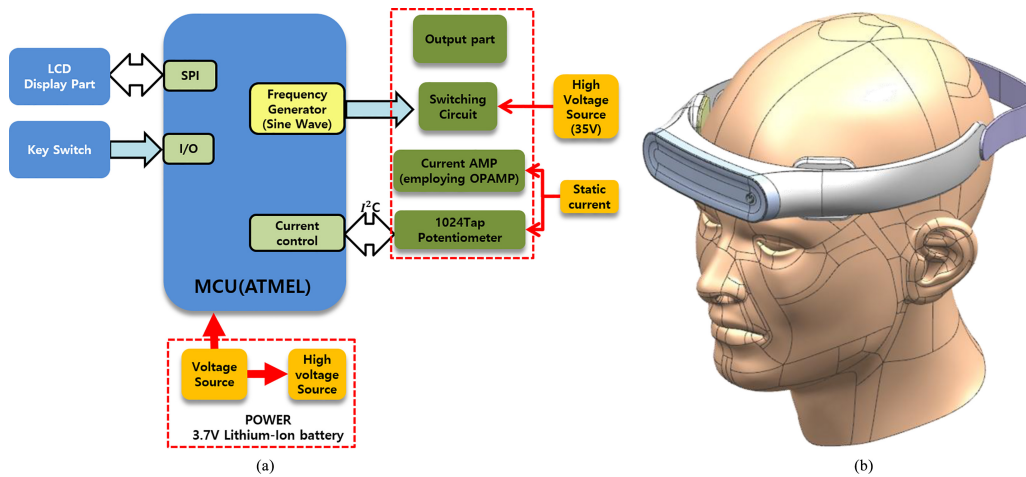 LCD
Display Part
SPI
Key Switch
I/O
Frequency
Generator
(Sine Wave)
Current
control
MCU(ATMEL)
I²C
Output part
Switching
Circuit
Current AMP
(employing OPAMP)
1024Tap
Potentiometer
High
Voltage
Source
(35V)
Static
current
Voltage
Source
High
voltage
Source
POWER
3.7V Lithium-Ion battery
(a)
(b)